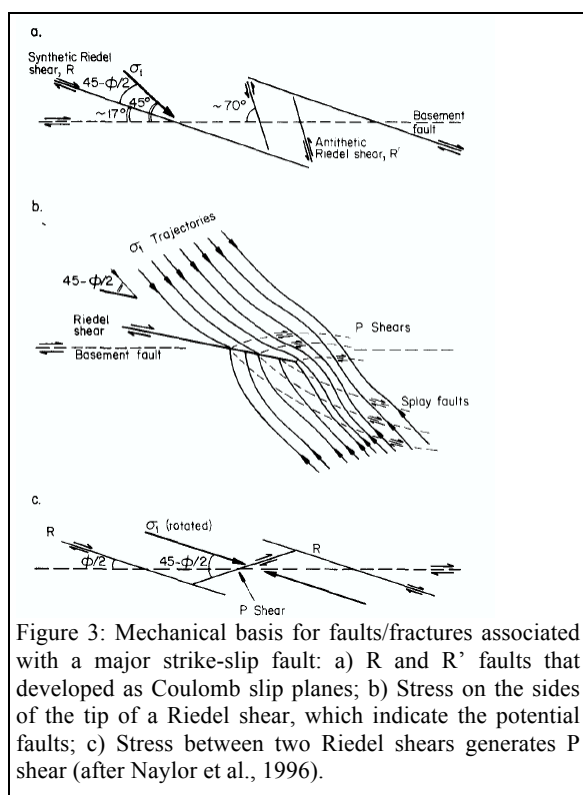 a.
Synthetic Riedel
shear, R
σ₁
45-ϕ/2
45°
~17°
~70°
Basement
fault
Antithetic
Riedel shear, R'
b.
σ₁ Trajectories
45-ϕ/2
Riedel
shear
Basement fault
P Shears
Splay faults
c.
R
σ₁ (rotated)
ϕ/2
45-ϕ/2
R
P Shear
Figure 3: Mechanical basis for faults/fractures associated
with a major strike-slip fault: a) R and R’ faults that
developed as Coulomb slip planes; b) Stress on the sides
of the tip of a Riedel shear, which indicate the potential
faults; c) Stress between two Riedel shears generates P
shear (after Naylor et al., 1996).